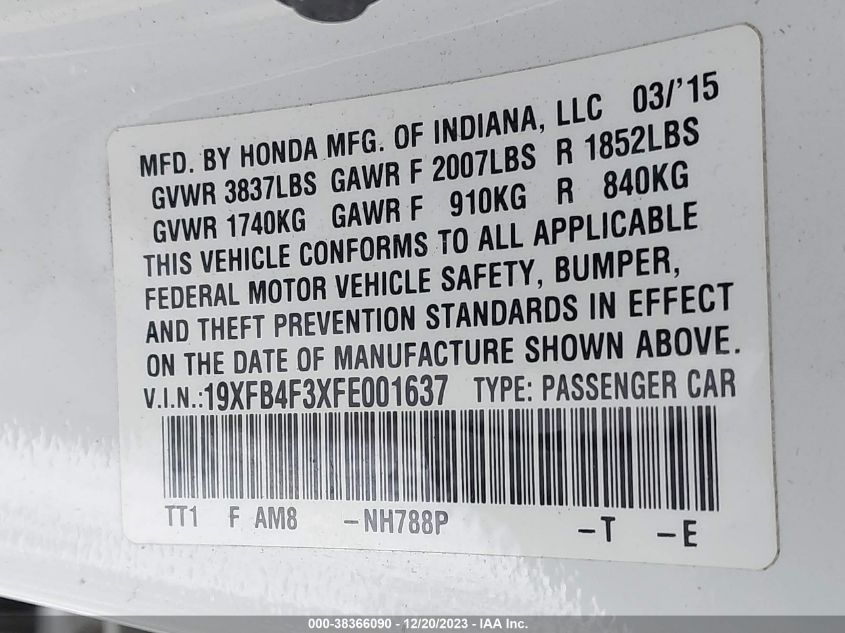 MFD. BY HONDA MFG. OF INDIANA, LLC 03/'15
GVWR 3837LBS GAWR F 2007LBS R 1852LBS
GVWR 1740KG GAWR F 910KG R 840KG
THIS VEHICLE CONFORMS TO ALL APPLICABLE
FEDERAL MOTOR VEHICLE SAFETY, BUMPER,
AND THEFT PREVENTION STANDARDS IN EFFECT
ON THE DATE OF MANUFACTURE SHOWN ABOVE.
V.I.N.:19XFB4F3XFE001637 TYPE: PASSENGER CAR
TT1 F AM8 -NH788P -T -E
000-38366090 - 12/20/2023 - IAA Inc.